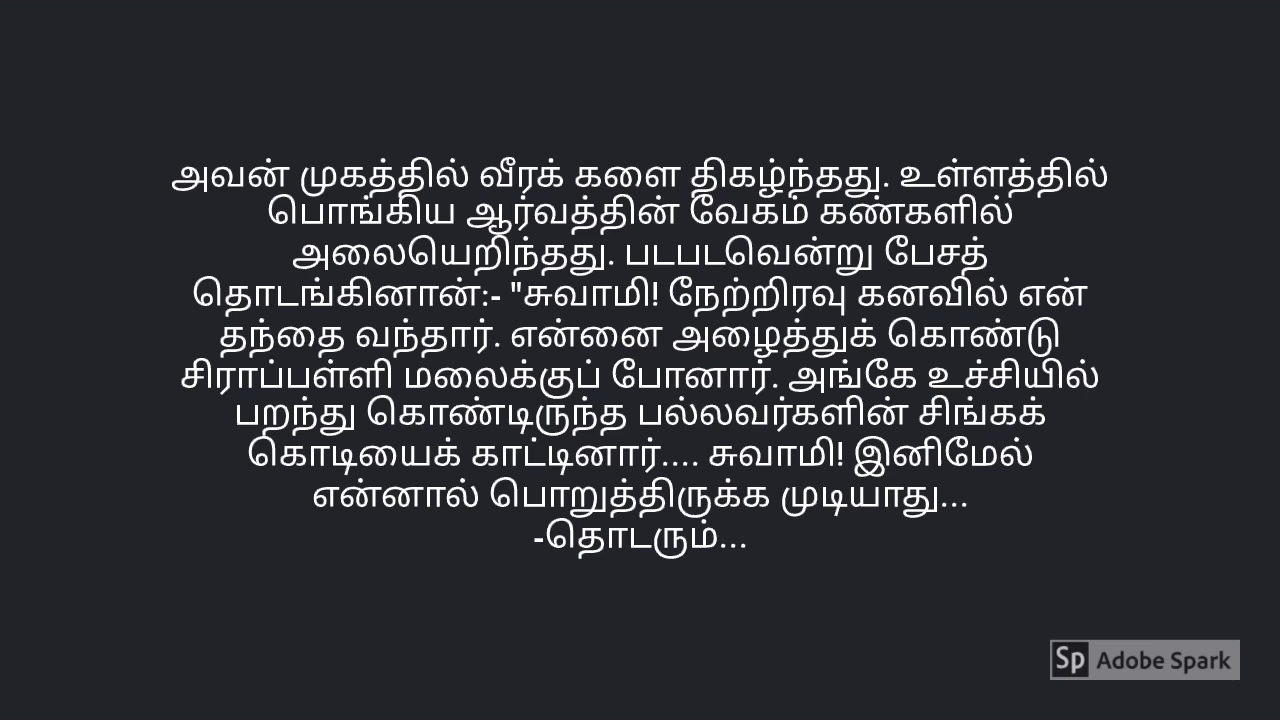 அவன் முகத்தில் வீரக் களை திகழ்ந்தது. உள்ளத்தில்
பொங்கிய ஆர்வத்தின் வேகம் கண்களில்
அலையெறிந்தது. படபடவென்று பேசத்
தொடங்கினான்:- "சுவாமி! நேற்றிரவு கனவில் என்
தந்தை வந்தார். என்னை அழைத்துக் கொண்டு
சிராப்பள்ளி மலைக்குப் போனார். அங்கே உச்சியில்
பறந்து கொண்டிருந்த பல்லவர்களின் சிங்கக்
கொடியைக் காட்டினார்.... சுவாமி! இனிமேல்
என்னால் பொறுத்திருக்க முடியாது...
-தொடரும்...
Sp Adobe Spark